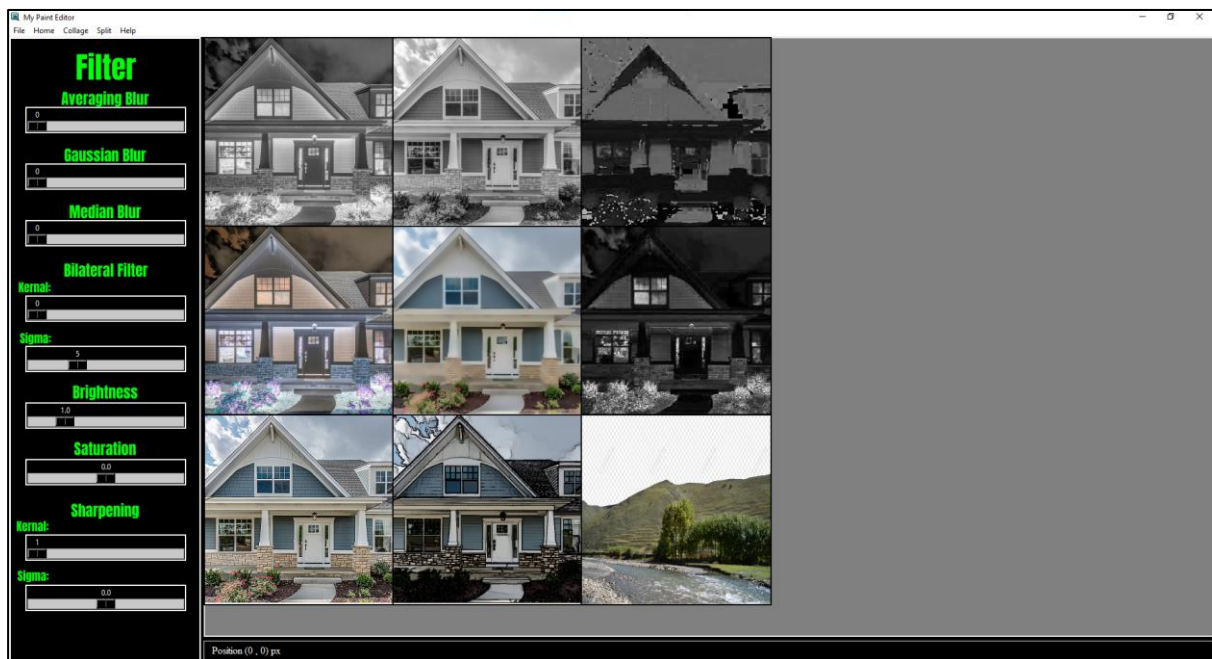 My Paint Editor
File Home Collage Split Help
Filter
Averaging Blur
0
Gaussian Blur
0
Median Blur
0
Bilateral Filter
Kernal:
0
Sigma:
5
Brightness
1.0
Saturation
0.0
Sharpening
Kernal:
1
Sigma:
0.0
Position (0 , 0) px